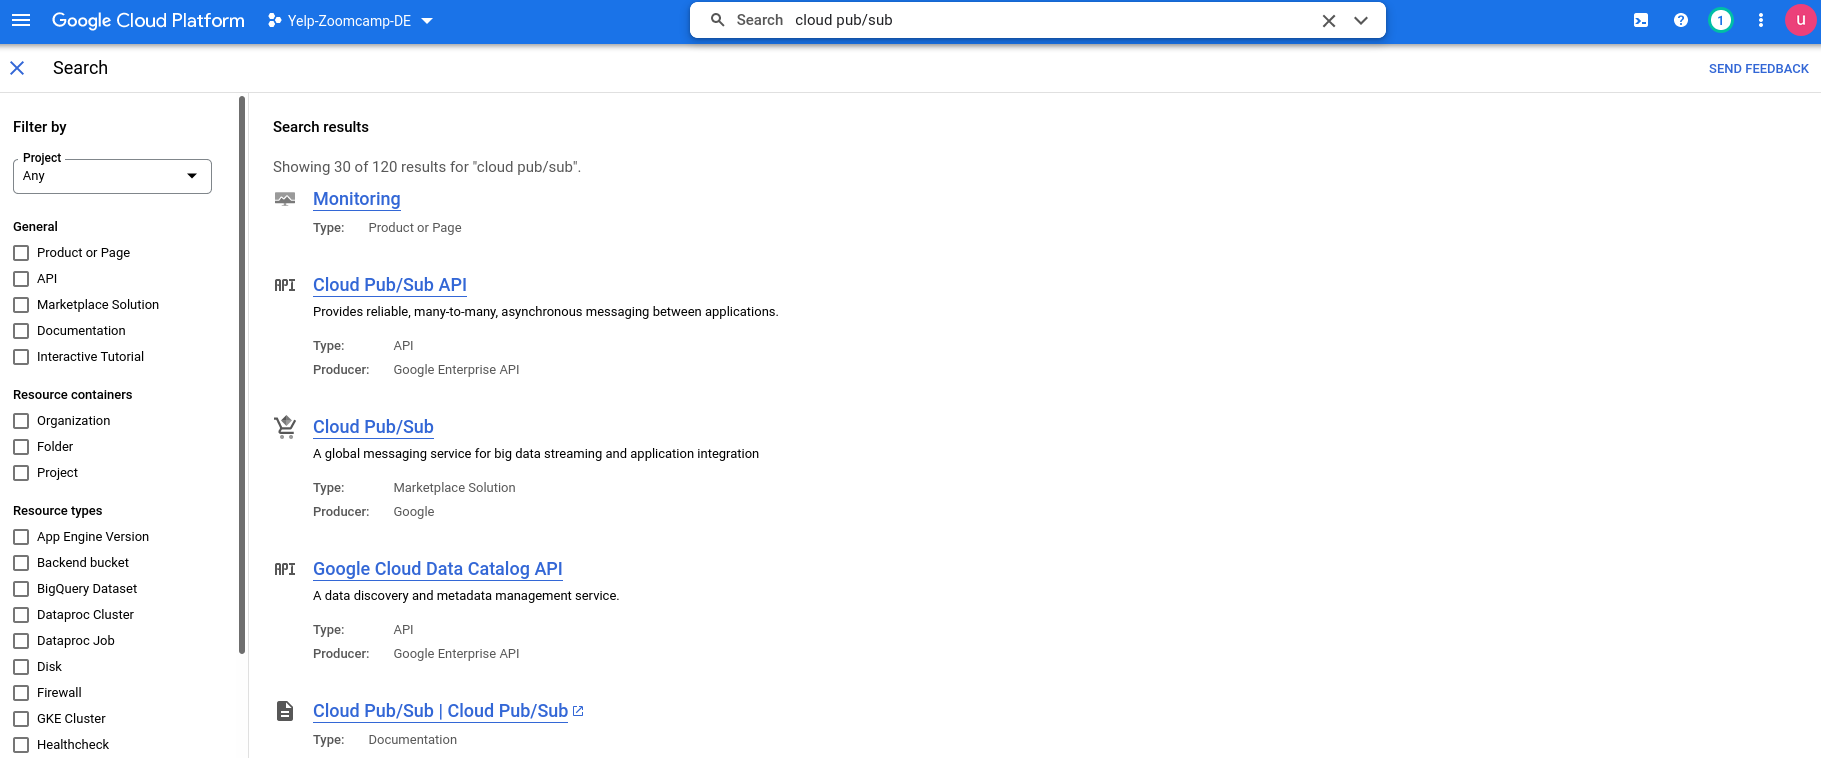 Google Cloud Platform
Yelp-Zoomcamp-DE
Search cloud pub/sub
1
u
Search
SEND FEEDBACK
Filter by
Project
Any
General
Product or Page
API
Marketplace Solution
Documentation
Interactive Tutorial
Resource containers
Organization
Folder
Project
Resource types
App Engine Version
Backend bucket
BigQuery Dataset
Dataproc Cluster
Dataproc Job
Disk
Firewall
GKE Cluster
Healthcheck
Search results
Showing 30 of 120 results for "cloud pub/sub".
Monitoring
Type: Product or Page
API Cloud Pub/Sub API
Provides reliable, many-to-many, asynchronous messaging between applications.
Type: API
Producer: Google Enterprise API
Cloud Pub/Sub
A global messaging service for big data streaming and application integration
Type: Marketplace Solution
Producer: Google
API Google Cloud Data Catalog API
A data discovery and metadata management service.
Type: API
Producer: Google Enterprise API
Cloud Pub/Sub | Cloud Pub/Sub
Type: Documentation